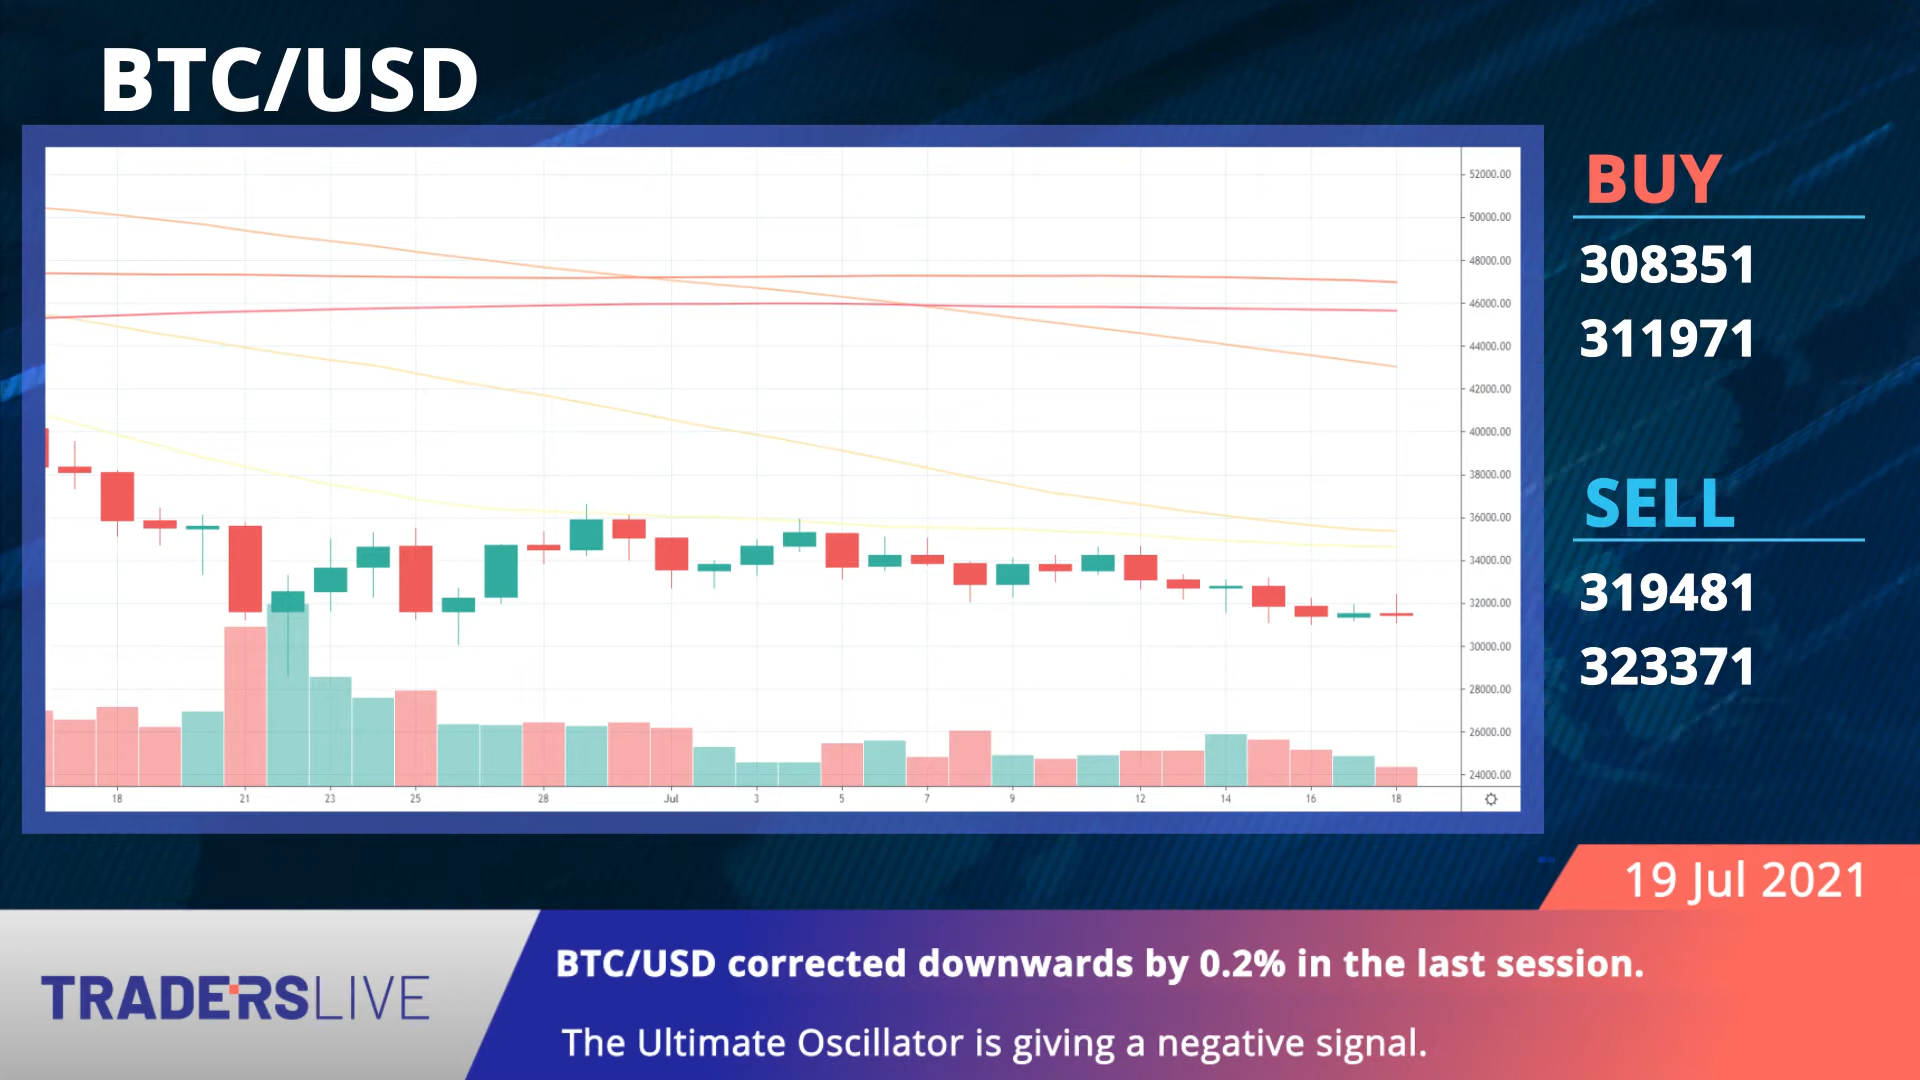 BTC/USD
52000.00
50000.00
48000.00
46000.00
44000.00
42000.00
40000.00
38000.00
36000.00
34000.00
32000.00
30000.00
28000.00
26000.00
24000.00
18 21 23 25 28 Jul 3 5 7 9 12 14 16 18
BUY
308351
311971
SELL
319481
323371
19 Jul 2021
TRADERSLIVE
BTC/USD corrected downwards by 0.2% in the last session.
The Ultimate Oscillator is giving a negative signal.